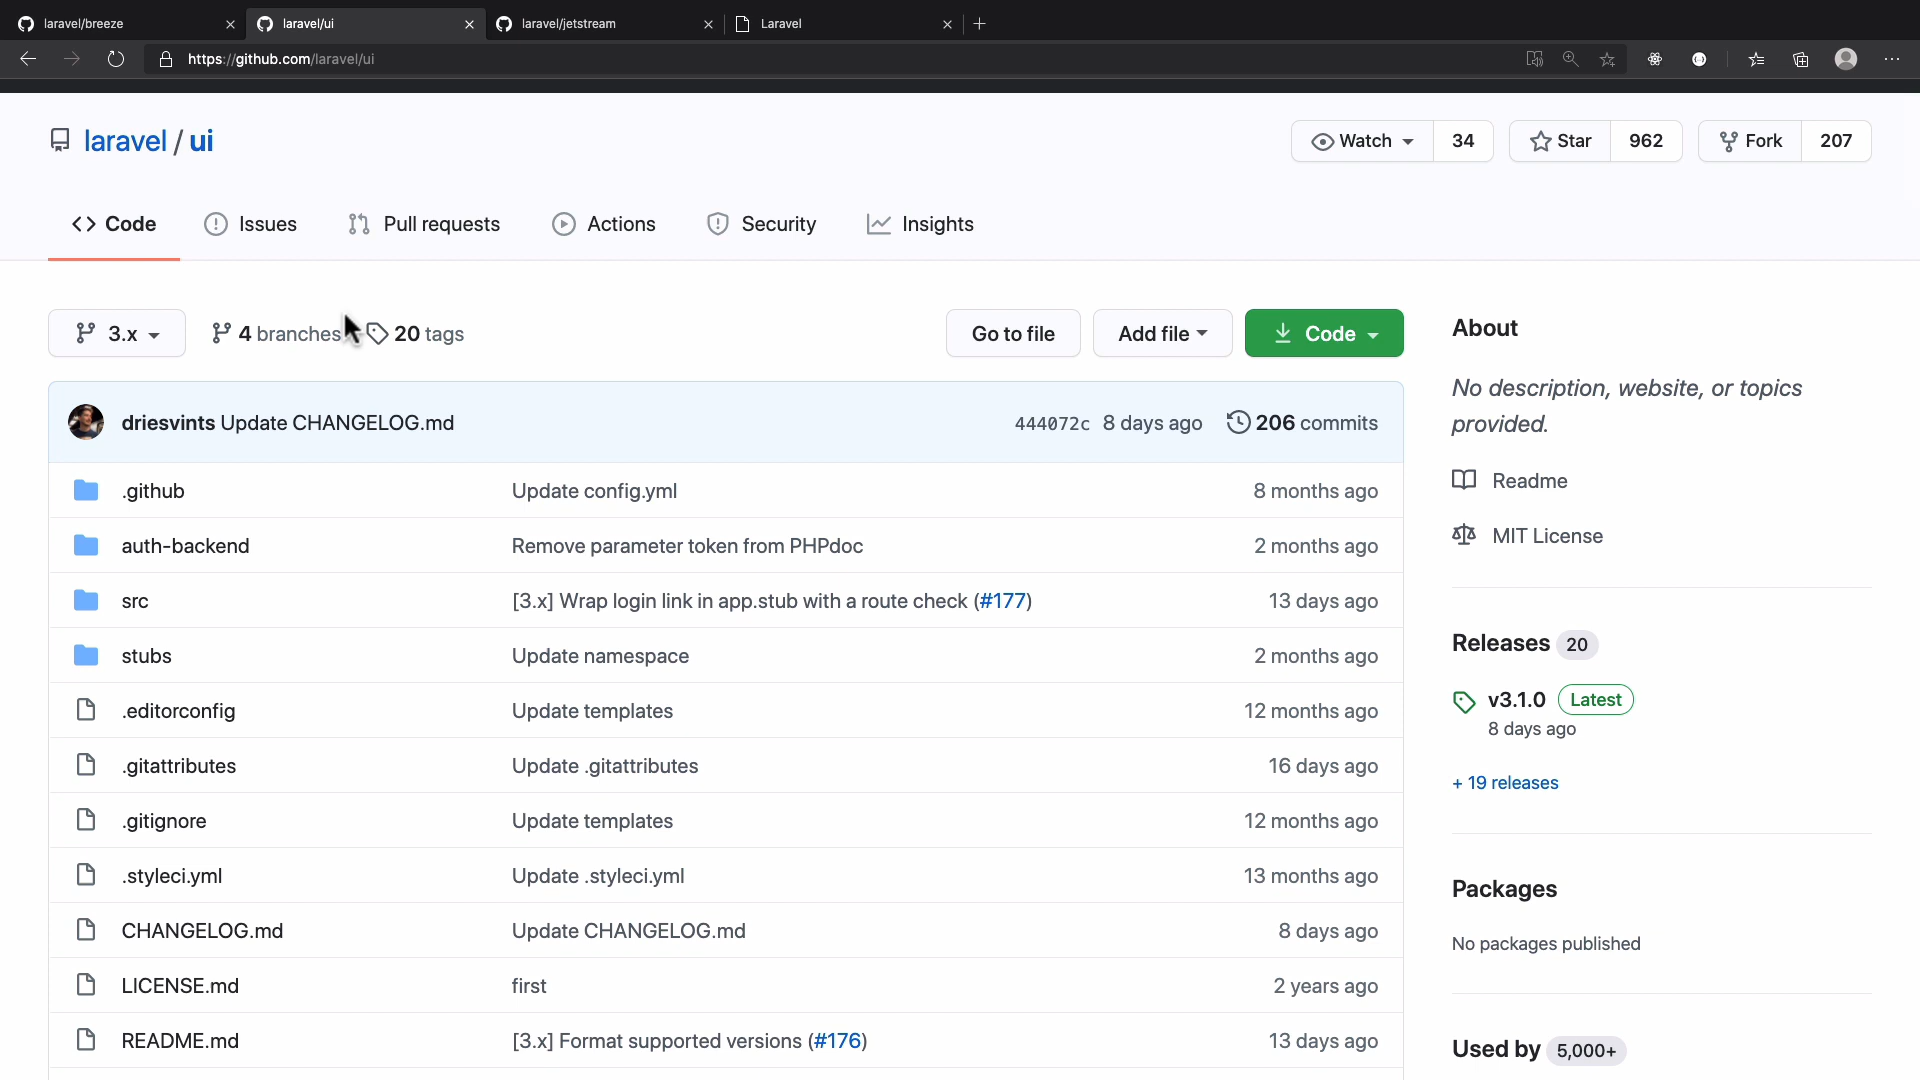 laravel/breeze
laravel/ui
laravel/jetstream
Laravel
https://github.com/laravel/ui
laravel / ui
Watch 34
Star 962
Fork 207
Code
Issues
Pull requests
Actions
Security
Insights
3.x
4 branches
20 tags
Go to file
Add file
Code
driesvints Update CHANGELOG.md 444072c 8 days ago 206 commits
.github Update config.yml 8 months ago
auth-backend Remove parameter token from PHPdoc 2 months ago
src [3.x] Wrap login link in app.stub with a route check (#177) 13 days ago
stubs Update namespace 2 months ago
.editorconfig Update templates 12 months ago
.gitattributes Update .gitattributes 16 days ago
.gitignore Update templates 12 months ago
.styleci.yml Update .styleci.yml 13 months ago
CHANGELOG.md Update CHANGELOG.md 8 days ago
LICENSE.md first 2 years ago
README.md [3.x] Format supported versions (#176) 13 days ago
About
No description, website, or topics
provided.
Readme
MIT License
Releases 20
v3.1.0 Latest
8 days ago
+ 19 releases
Packages
No packages published
Used by 5,000+